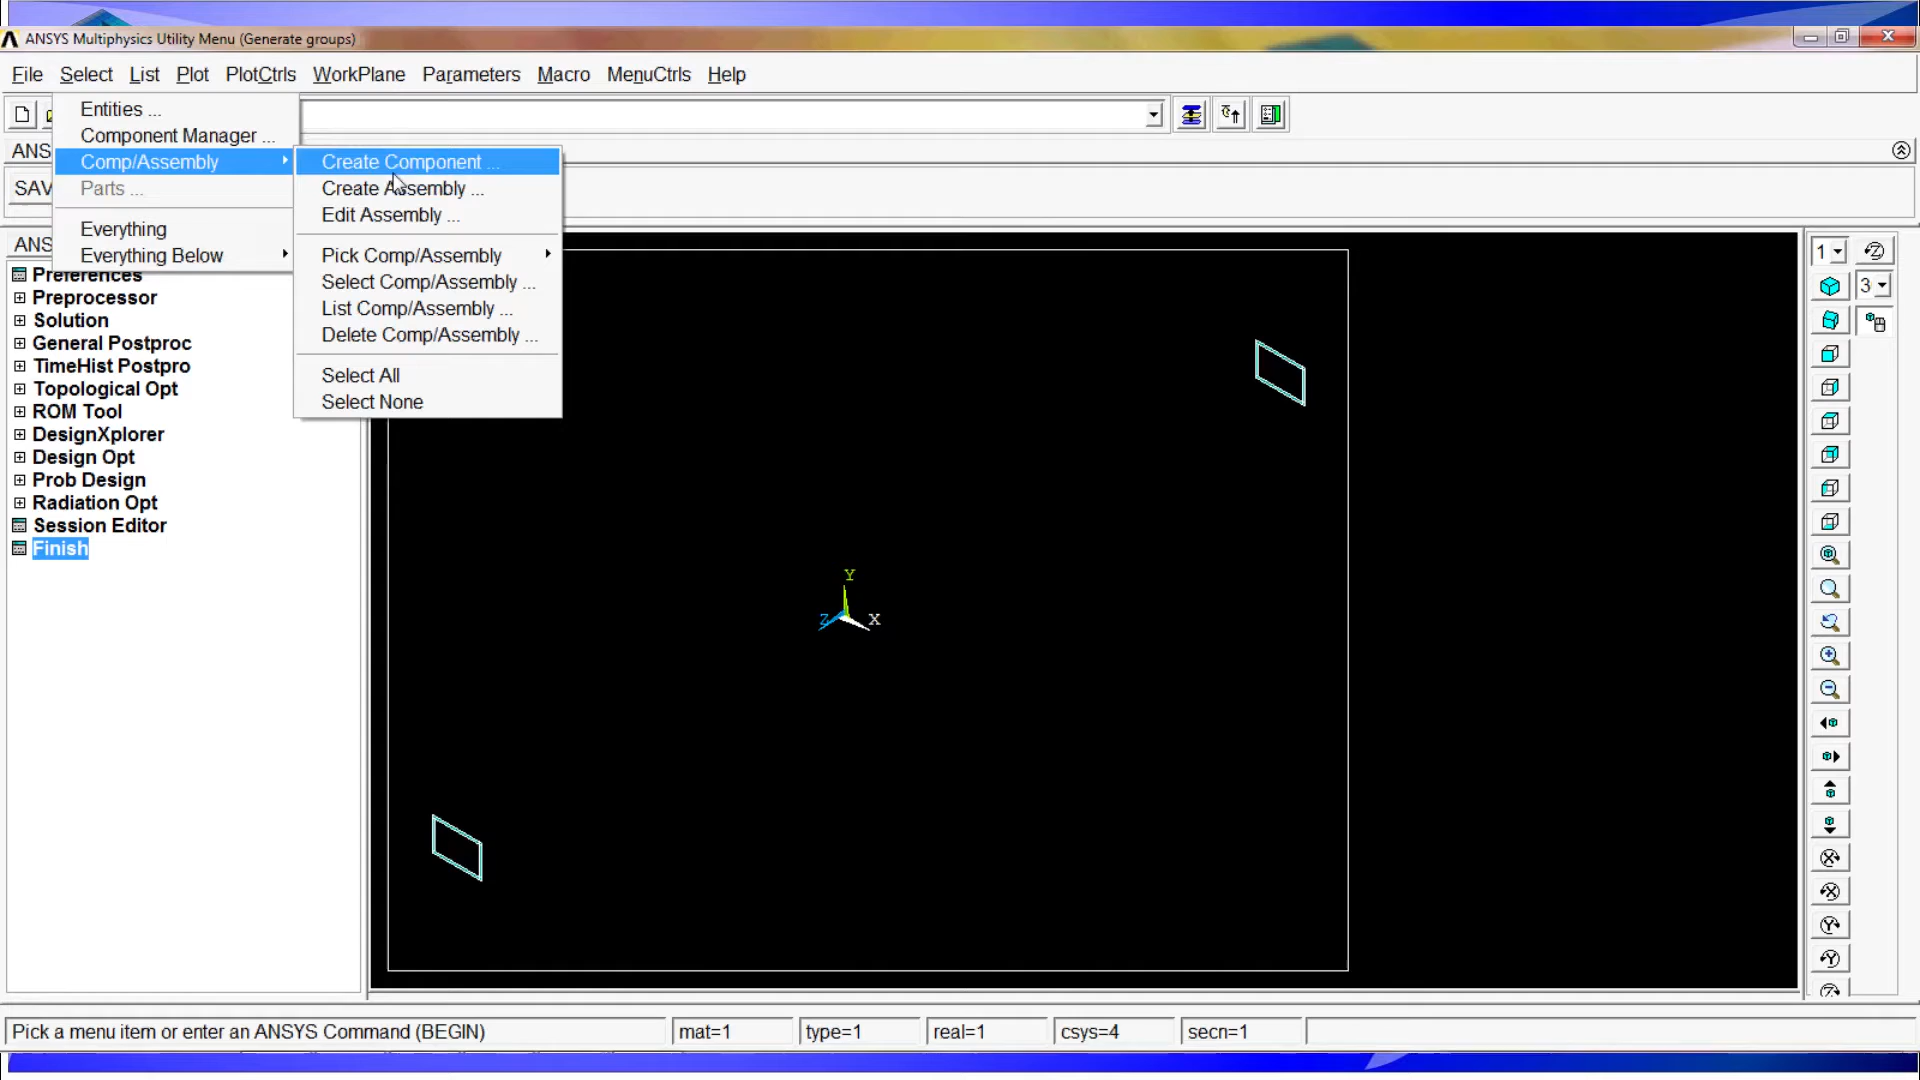 ANSYS Multiphysics Utility Menu (Generate groups)
File Select List Plot PlotCtrls WorkPlane Parameters Macro MenuCtrls Help
Entities ...
Component Manager ...
ANS
Comp/Assembly
Create Component ...
SAV
Parts ...
Create Assembly ...
Edit Assembly ...
Everything
ANS
Everything Below
Pick Comp/Assembly
1
Select Comp/Assembly ...
3
List Comp/Assembly ...
Delete Comp/Assembly ...
Select All
Select None
Preferences
Preprocessor
Solution
General Postproc
TimeHist Postpro
Topological Opt
ROM Tool
DesignXplorer
Design Opt
Prob Design
Radiation Opt
Session Editor
Finish
Y
Z
X
Pick a menu item or enter an ANSYS Command (BEGIN)
mat=1
type=1
real=1
csys=4
secn=1